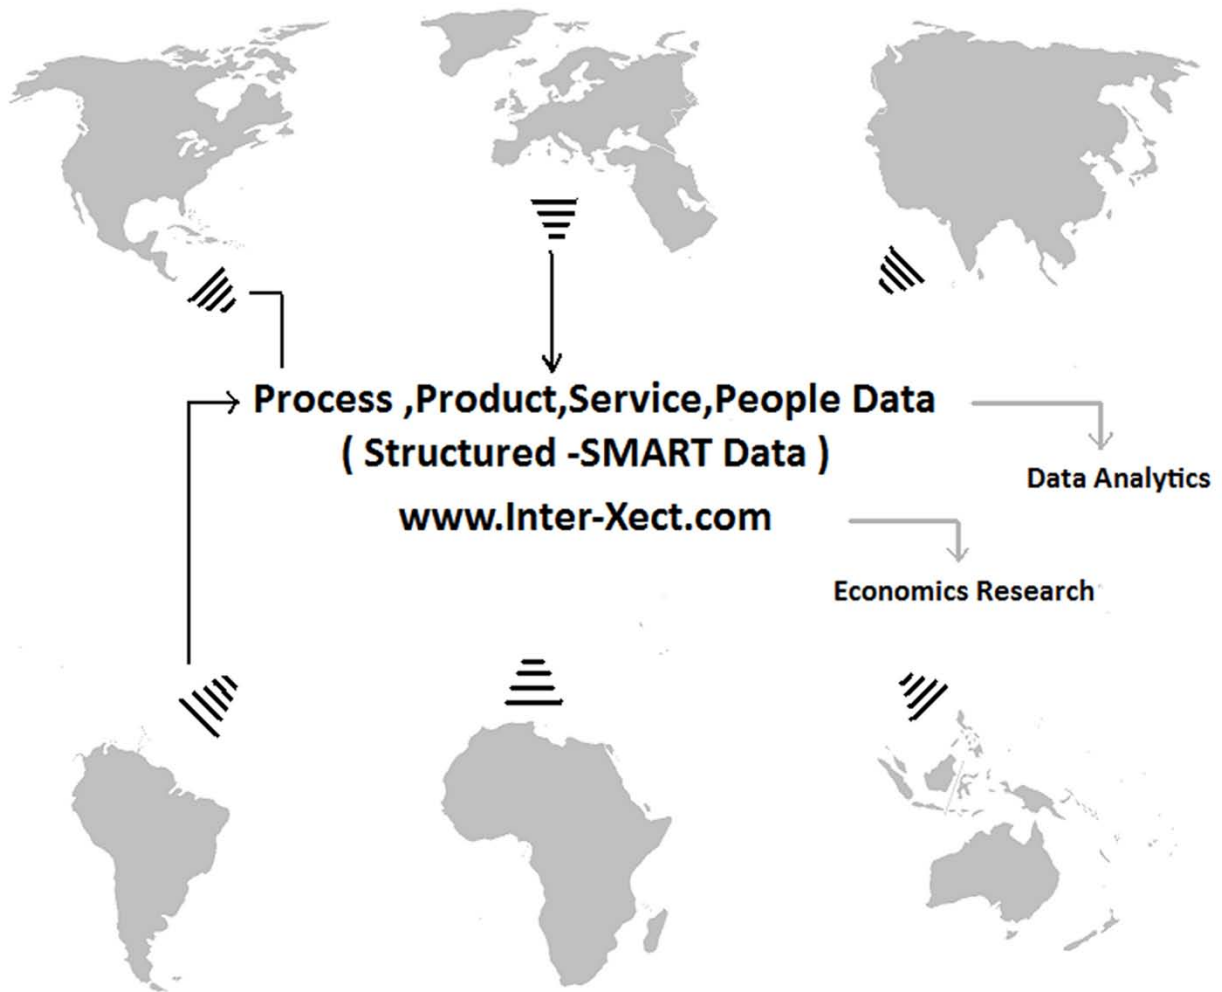 Process ,Product,Service,People Data
( Structured -SMART Data )
www.Inter-Xect.com
Data Analytics
Economics Research